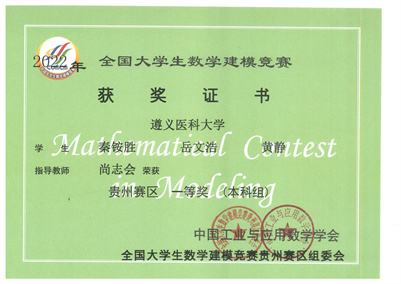 2022年 全国大学生数学建模竞赛
获奖证书
遵义医科大学
学生 秦铵胜 岳文浩 黄静
指导教师 尚志会 荣获
贵州赛区 一等奖 (本科组)
Mathematical Contest
in Modeling
中国工业与应用数学学会
全国大学生数学建模竞赛贵州赛区组委会